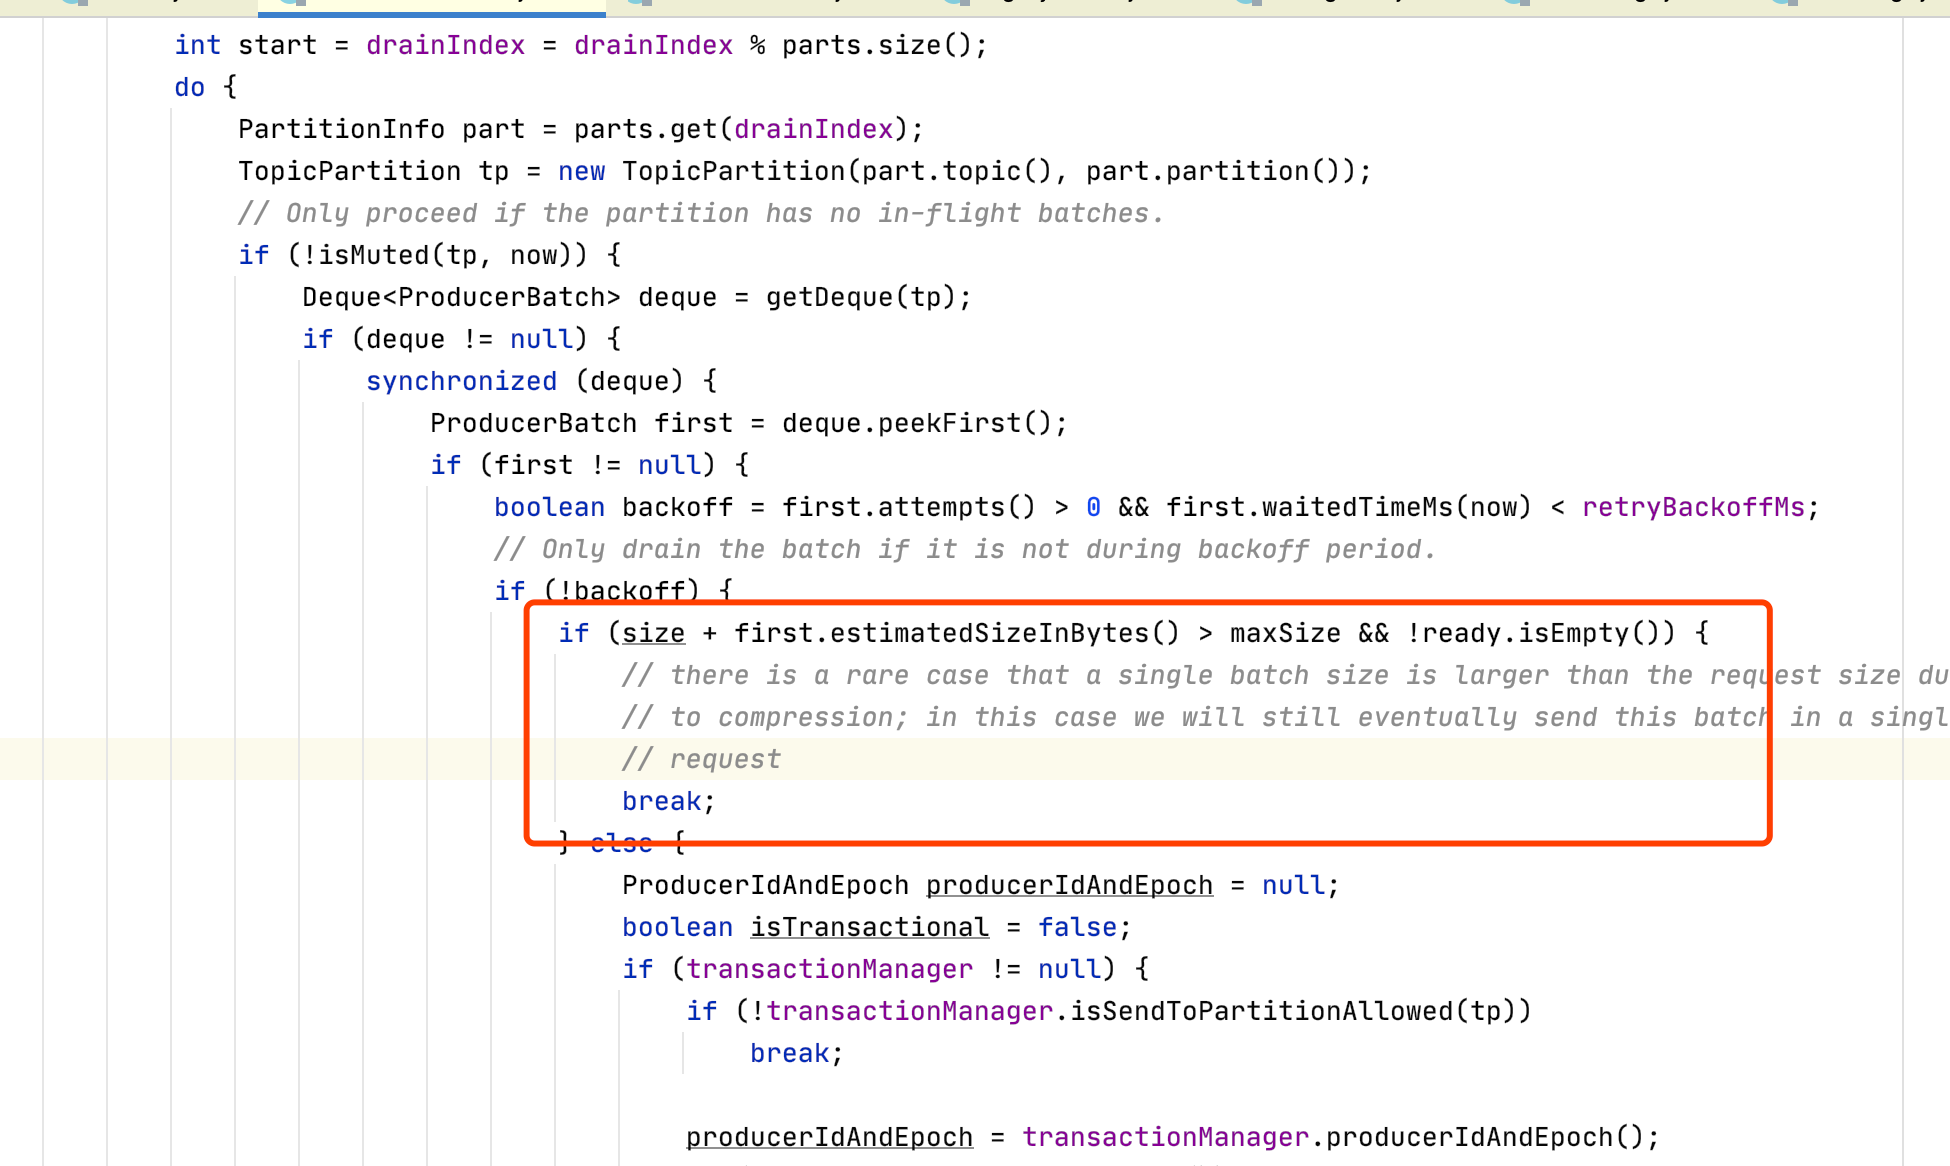 int start = drainIndex = drainIndex % parts.size();
do {
PartitionInfo part = parts.get(drainIndex);
TopicPartition tp = new TopicPartition(part.topic(), part.partition());
// Only proceed if the partition has no in-flight batches.
if (!isMuted(tp, now)) {
Deque<ProducerBatch> deque = getDeque(tp);
if (deque != null) {
synchronized (deque) {
ProducerBatch first = deque.peekFirst();
if (first != null) {
boolean backoff = first.attempts() > 0 && first.waitedTimeMs(now) < retryBackoffMs;
// Only drain the batch if it is not during backoff period.
if (!backoff) {
if (size + first.estimatedSizeInBytes() > maxSize && !ready.isEmpty()) {
// there is a rare case that a single batch size is larger than the request size du
// to compression; in this case we will still eventually send this batch in a singl
// request
break;
} else {
ProducerIdAndEpoch producerIdAndEpoch = null;
boolean isTransactional = false;
if (transactionManager != null) {
if (!transactionManager.isSendToPartitionAllowed(tp))
break;
producerIdAndEpoch = transactionManager.producerIdAndEpoch();